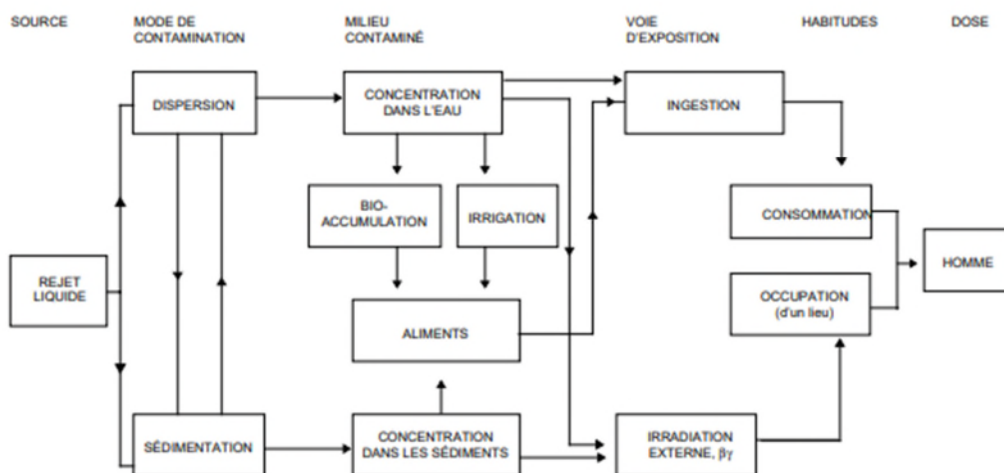 SOURCE
MODE DE
CONTAMINATION
MILIEU
CONTAMINÉ
VOIE
D'EXPOSITION
HABITUDES
DOSE
DISPERSION
CONCENTRATION
DANS L'EAU
INGESTION
BIO-
ACCUMULATION
IRRIGATION
CONSOMMATION
REJET
LIQUIDE
HOMME
OCCUPATION
(d'un lieu)
ALIMENTS
SÉDIMENTATION
CONCENTRATION
DANS LES SÉDIMENTS
IRRADIATION
EXTERNE, βγ